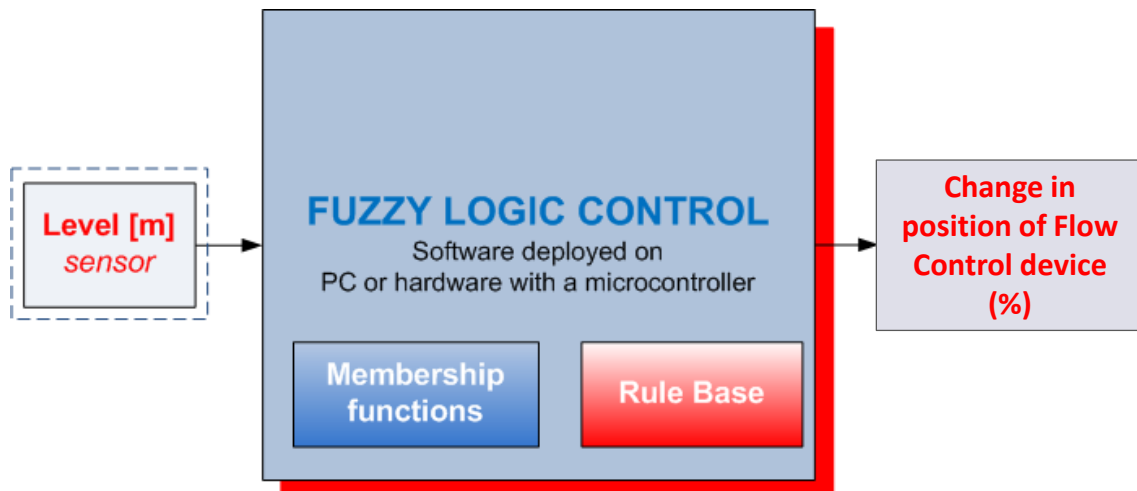 Level [m]
sensor
FUZZY LOGIC CONTROL
Software deployed on
PC or hardware with a microcontroller
Membership
functions
Rule Base
Change in
position of Flow
Control device
(%)